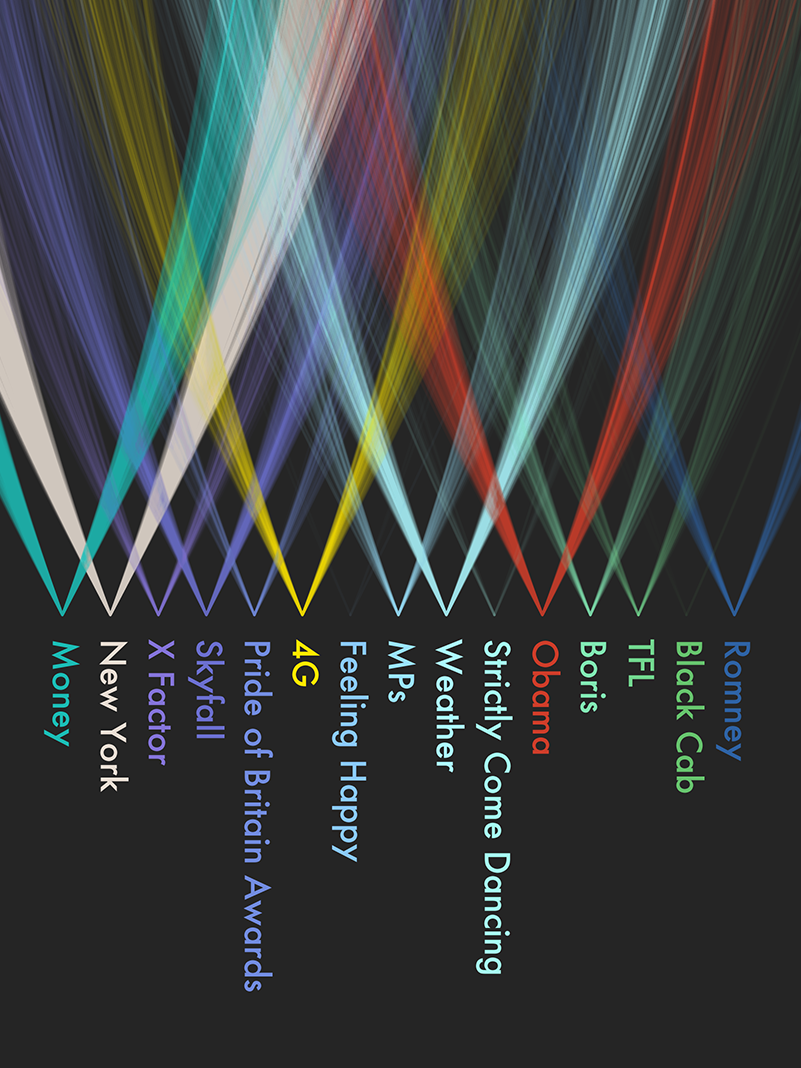 Money
New York
X Factor
Skyfall
Pride of Britain Awards
4G
Feeling Happy
MPs
Weather
Strictly Come Dancing
Obama
Boris
TFL
Black Cab
Romney